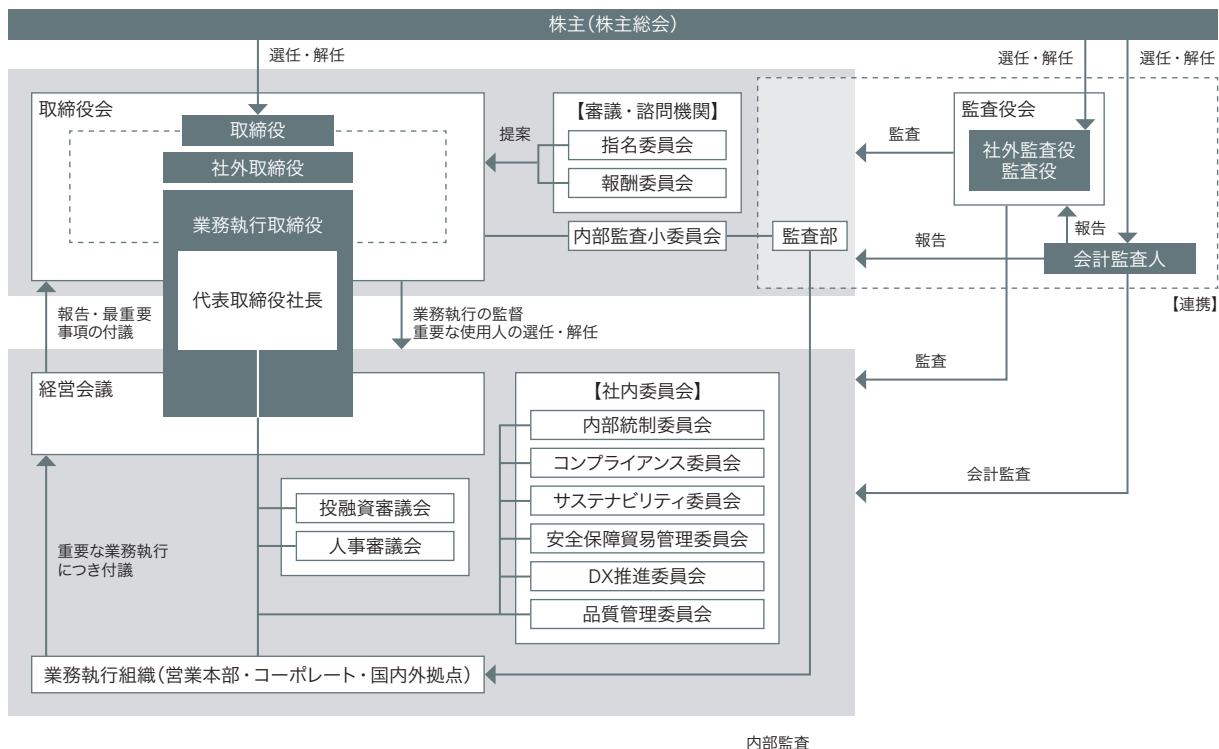 株主(株主総会)
選任・解任
選任・解任
選任・解任
取締役会
取締役
社外取締役
業務執行取締役
代表取締役社長
提案
【審議・諮問機関】
指名委員会
報酬委員会
内部監査小委員会
監査部
監査
監査役会
社外監査役
監査役
報告
報告
会計監査人
【連携】
報告・最重要
事項の付議
業務執行の監督
重要な使用人の選任・解任
監査
経営会議
【社内委員会】
内部統制委員会
コンプライアンス委員会
サステナビリティ委員会
安全保障貿易管理委員会
DX推進委員会
品質管理委員会
会計監査
投融資審議会
人事審議会
重要な業務執行
につき付議
業務執行組織(営業本部・コーポレート・国内外拠点)
内部監査